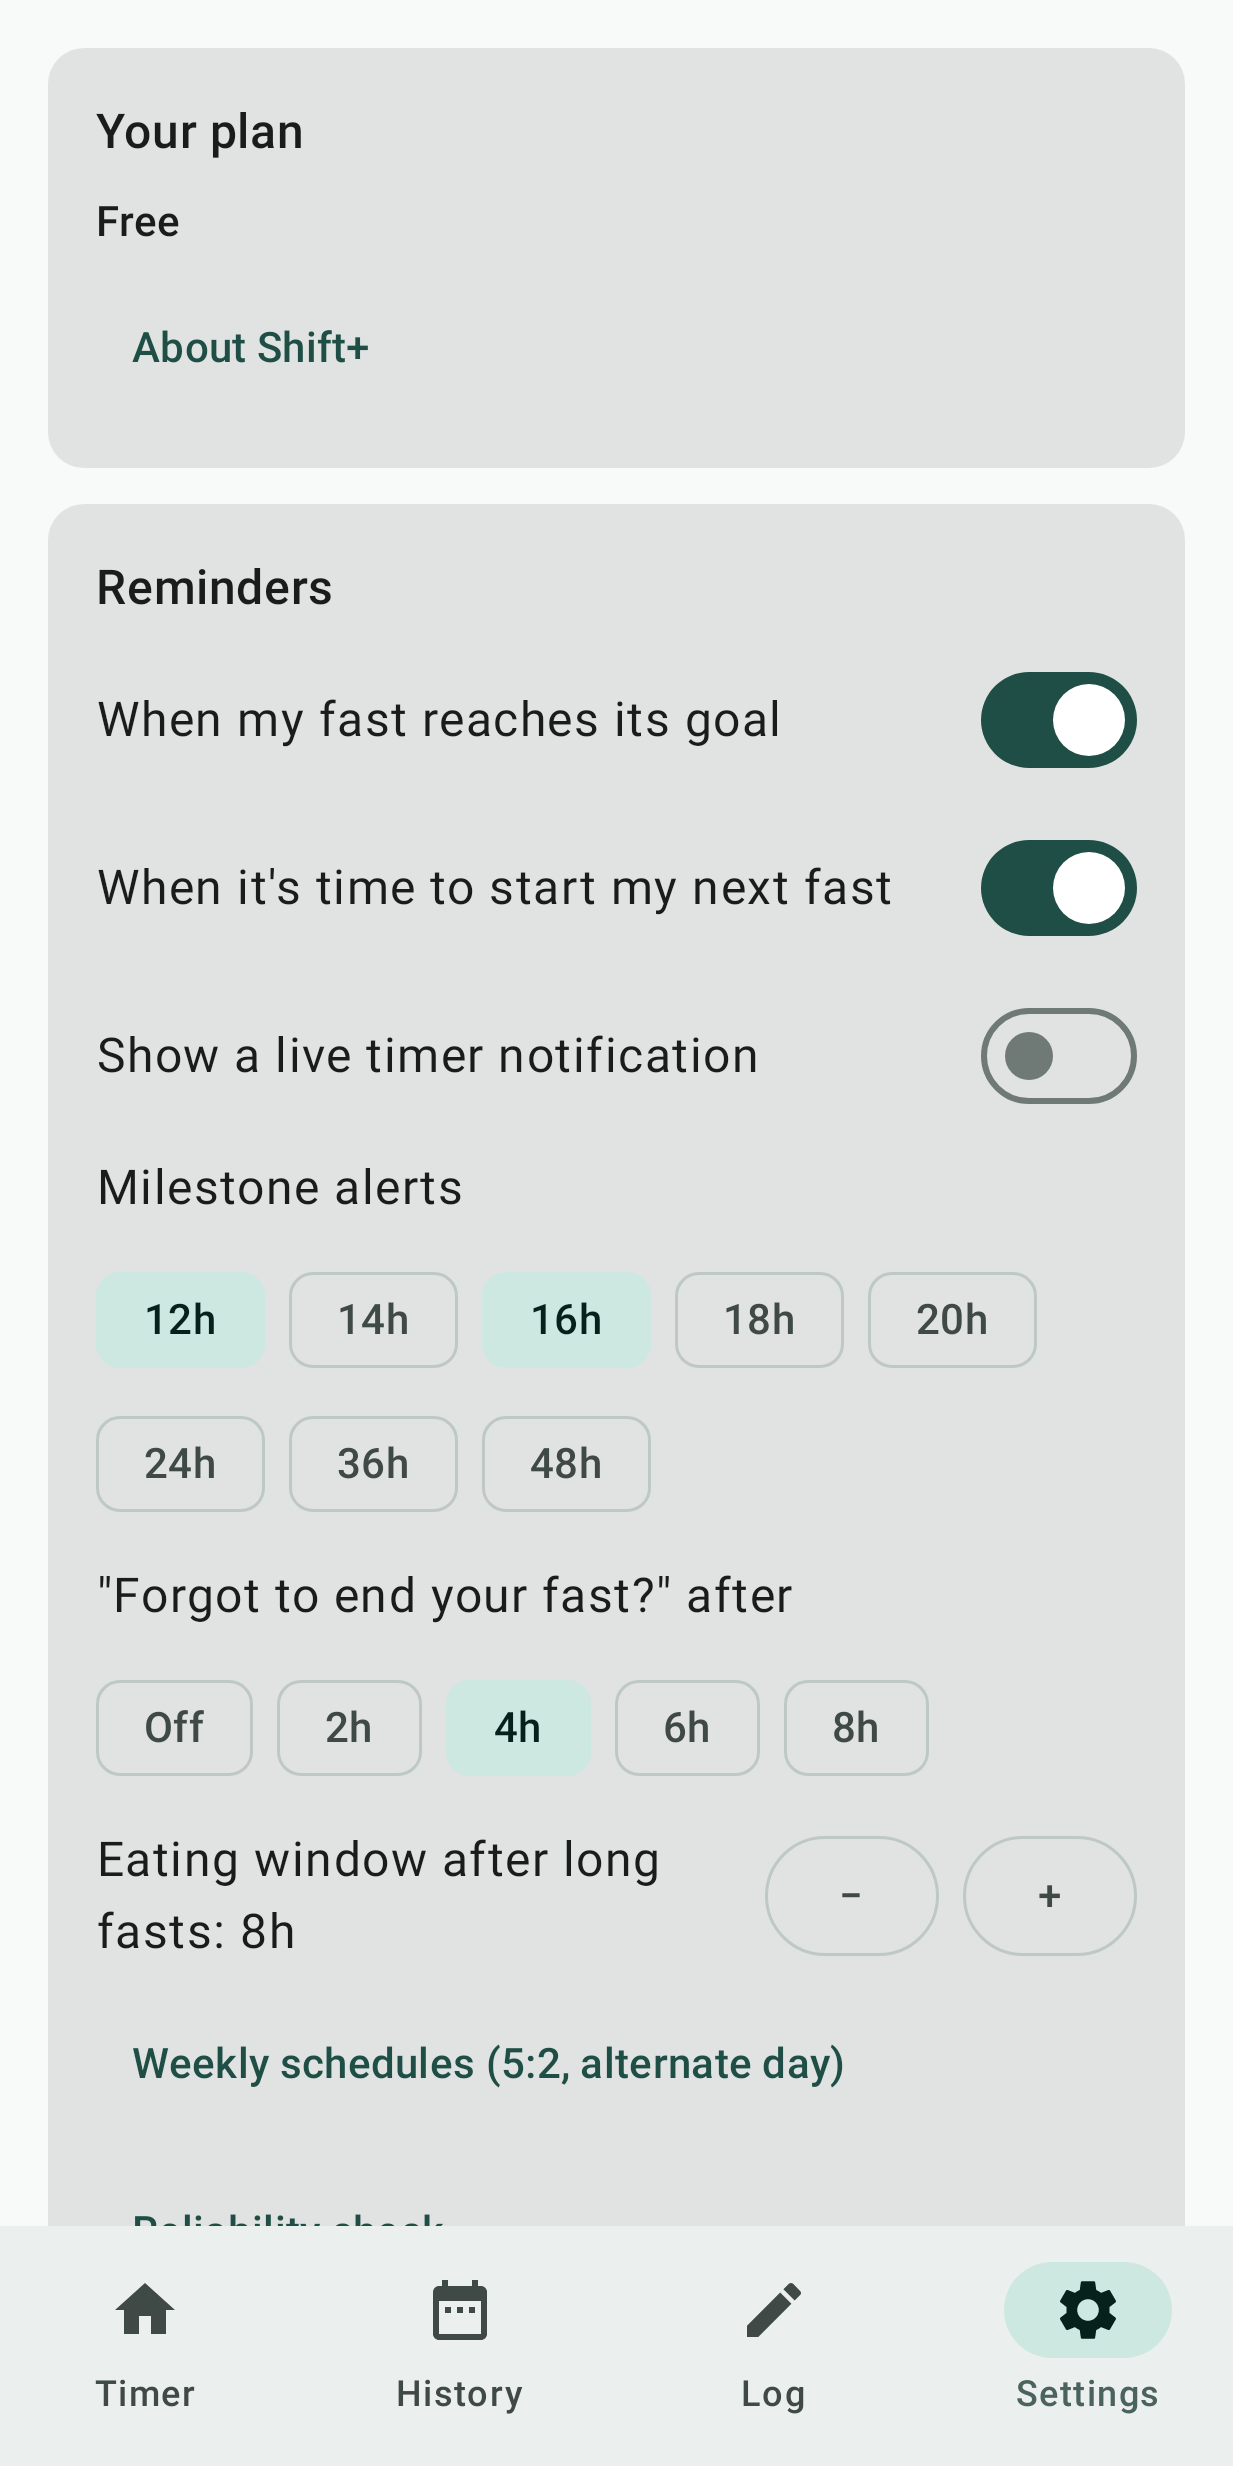 Your plan
Free
About Shift+
Reminders
When my fast reaches its goal
When it's time to start my next fast
Show a live timer notification
Milestone alerts
12h 14h 16h 18h 20h
24h 36h 48h
"Forgot to end your fast?" after
Off 2h 4h 6h 8h
Eating window after long
fasts: 8h
− +
Weekly schedules (5:2, alternate day)
Reliability check
Timer History Log Settings